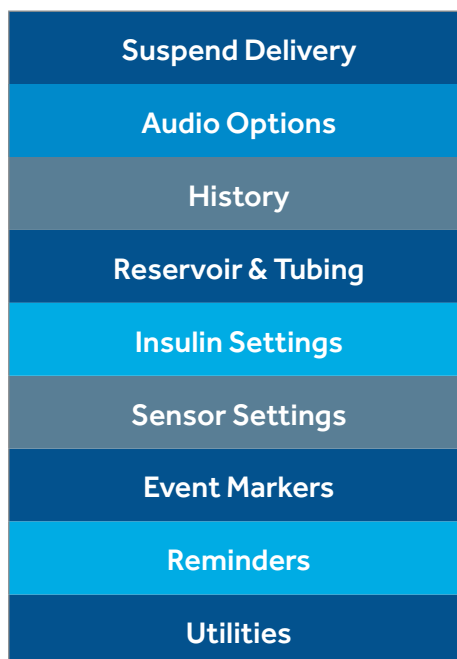 Suspend Delivery
Audio Options
History
Reservoir & Tubing
Insulin Settings
Sensor Settings
Event Markers
Reminders
Utilities